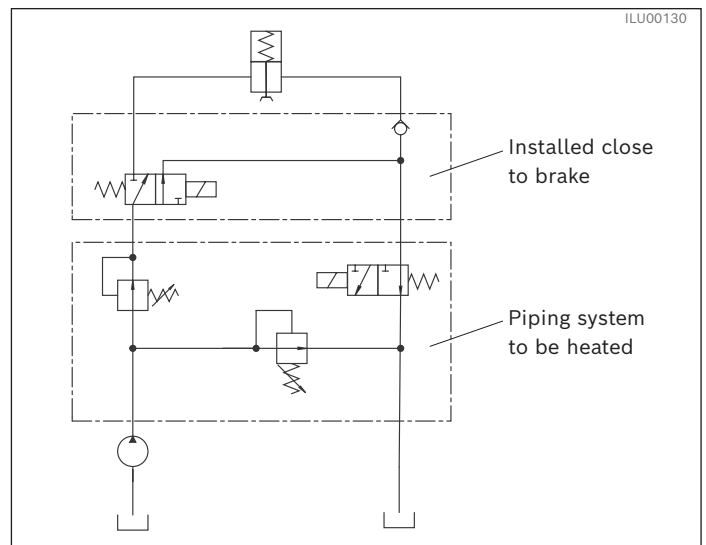 ILU00130
Installed close
to brake
Piping system
to be heated